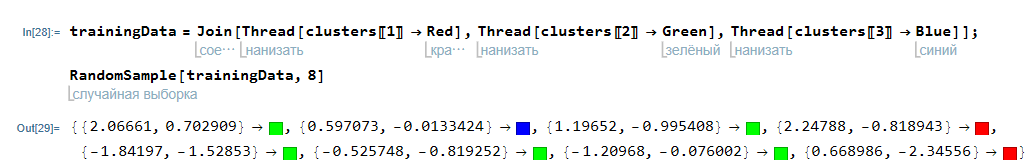 In[28]:= trainingData = Join[Thread[clusters〚1〛 → Red], Thread[clusters〚2〛 → Green], Thread[clusters〚3〛 → Blue]];
сое⋯ нанизать кра⋯ нанизать зелёный нанизать синий
RandomSample[trainingData, 8]
случайная выборка
Out[29]= {{2.06661, 0.702909} → , {0.597073, -0.0133424} → , {1.19652, -0.995408} → , {2.24788, -0.818943} → ,
{-1.84197, -1.52853} → , {-0.525748, -0.819252} → , {-1.20968, -0.076002} → , {0.668986, -2.34556} → }